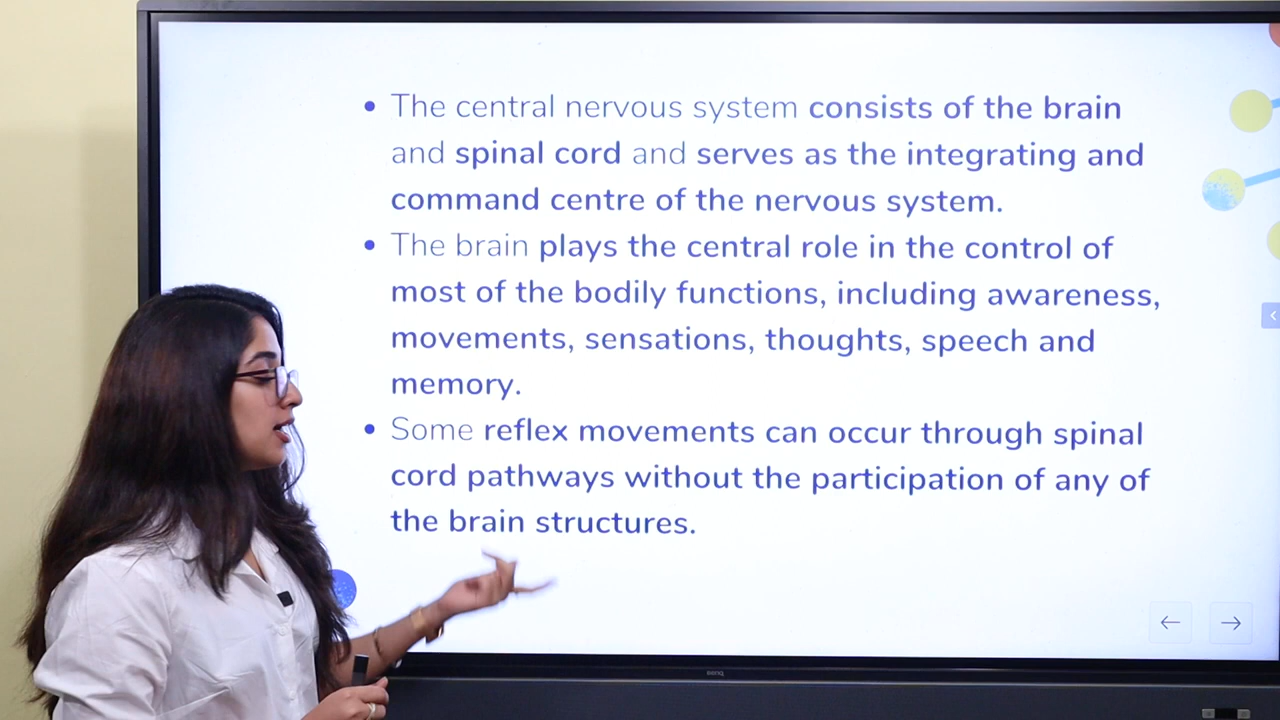 • The central nervous system consists of the brain
and spinal cord and serves as the integrating and
command centre of the nervous system.
• The brain plays the central role in the control of
most of the bodily functions, including awareness,
movements, sensations, thoughts, speech and
memory.
• Some reflex movements can occur through spinal
cord pathways without the participation of any of
the brain structures.
BenQ